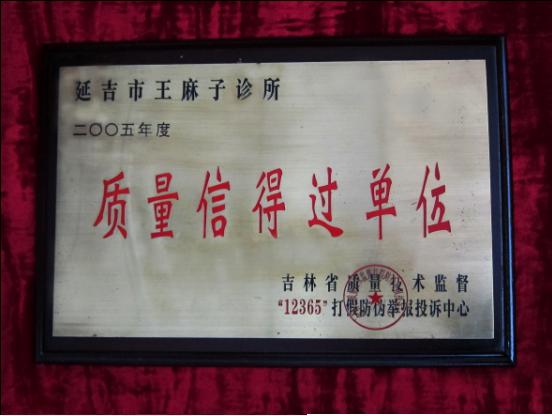 延吉市王麻子诊所
二〇〇五年度
质量信得过单位
吉林省质量技术监督
“12365”打假防伪举报投诉中心